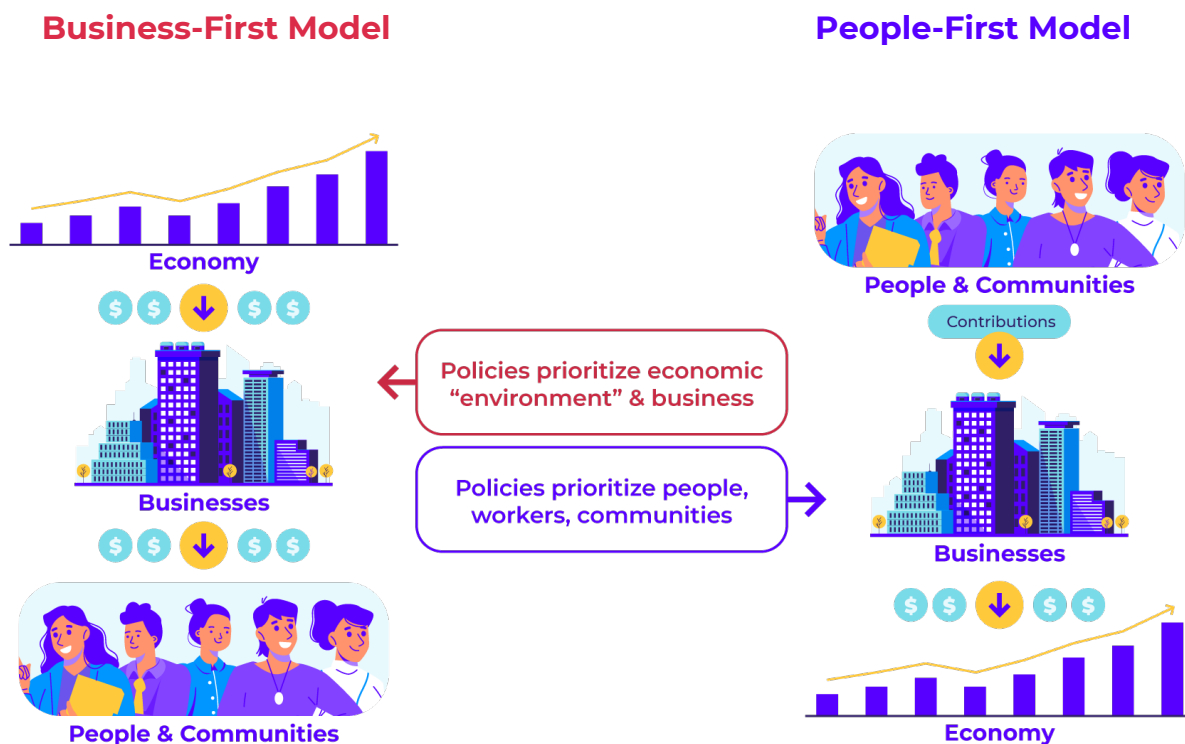 Business-First Model
People-First Model
Economy
$ $ $ $
Businesses
$ $ $ $
People & Communities
Policies prioritize economic
“environment” & business
Policies prioritize people,
workers, communities
People & Communities
Contributions
Businesses
$ $ $ $
Economy